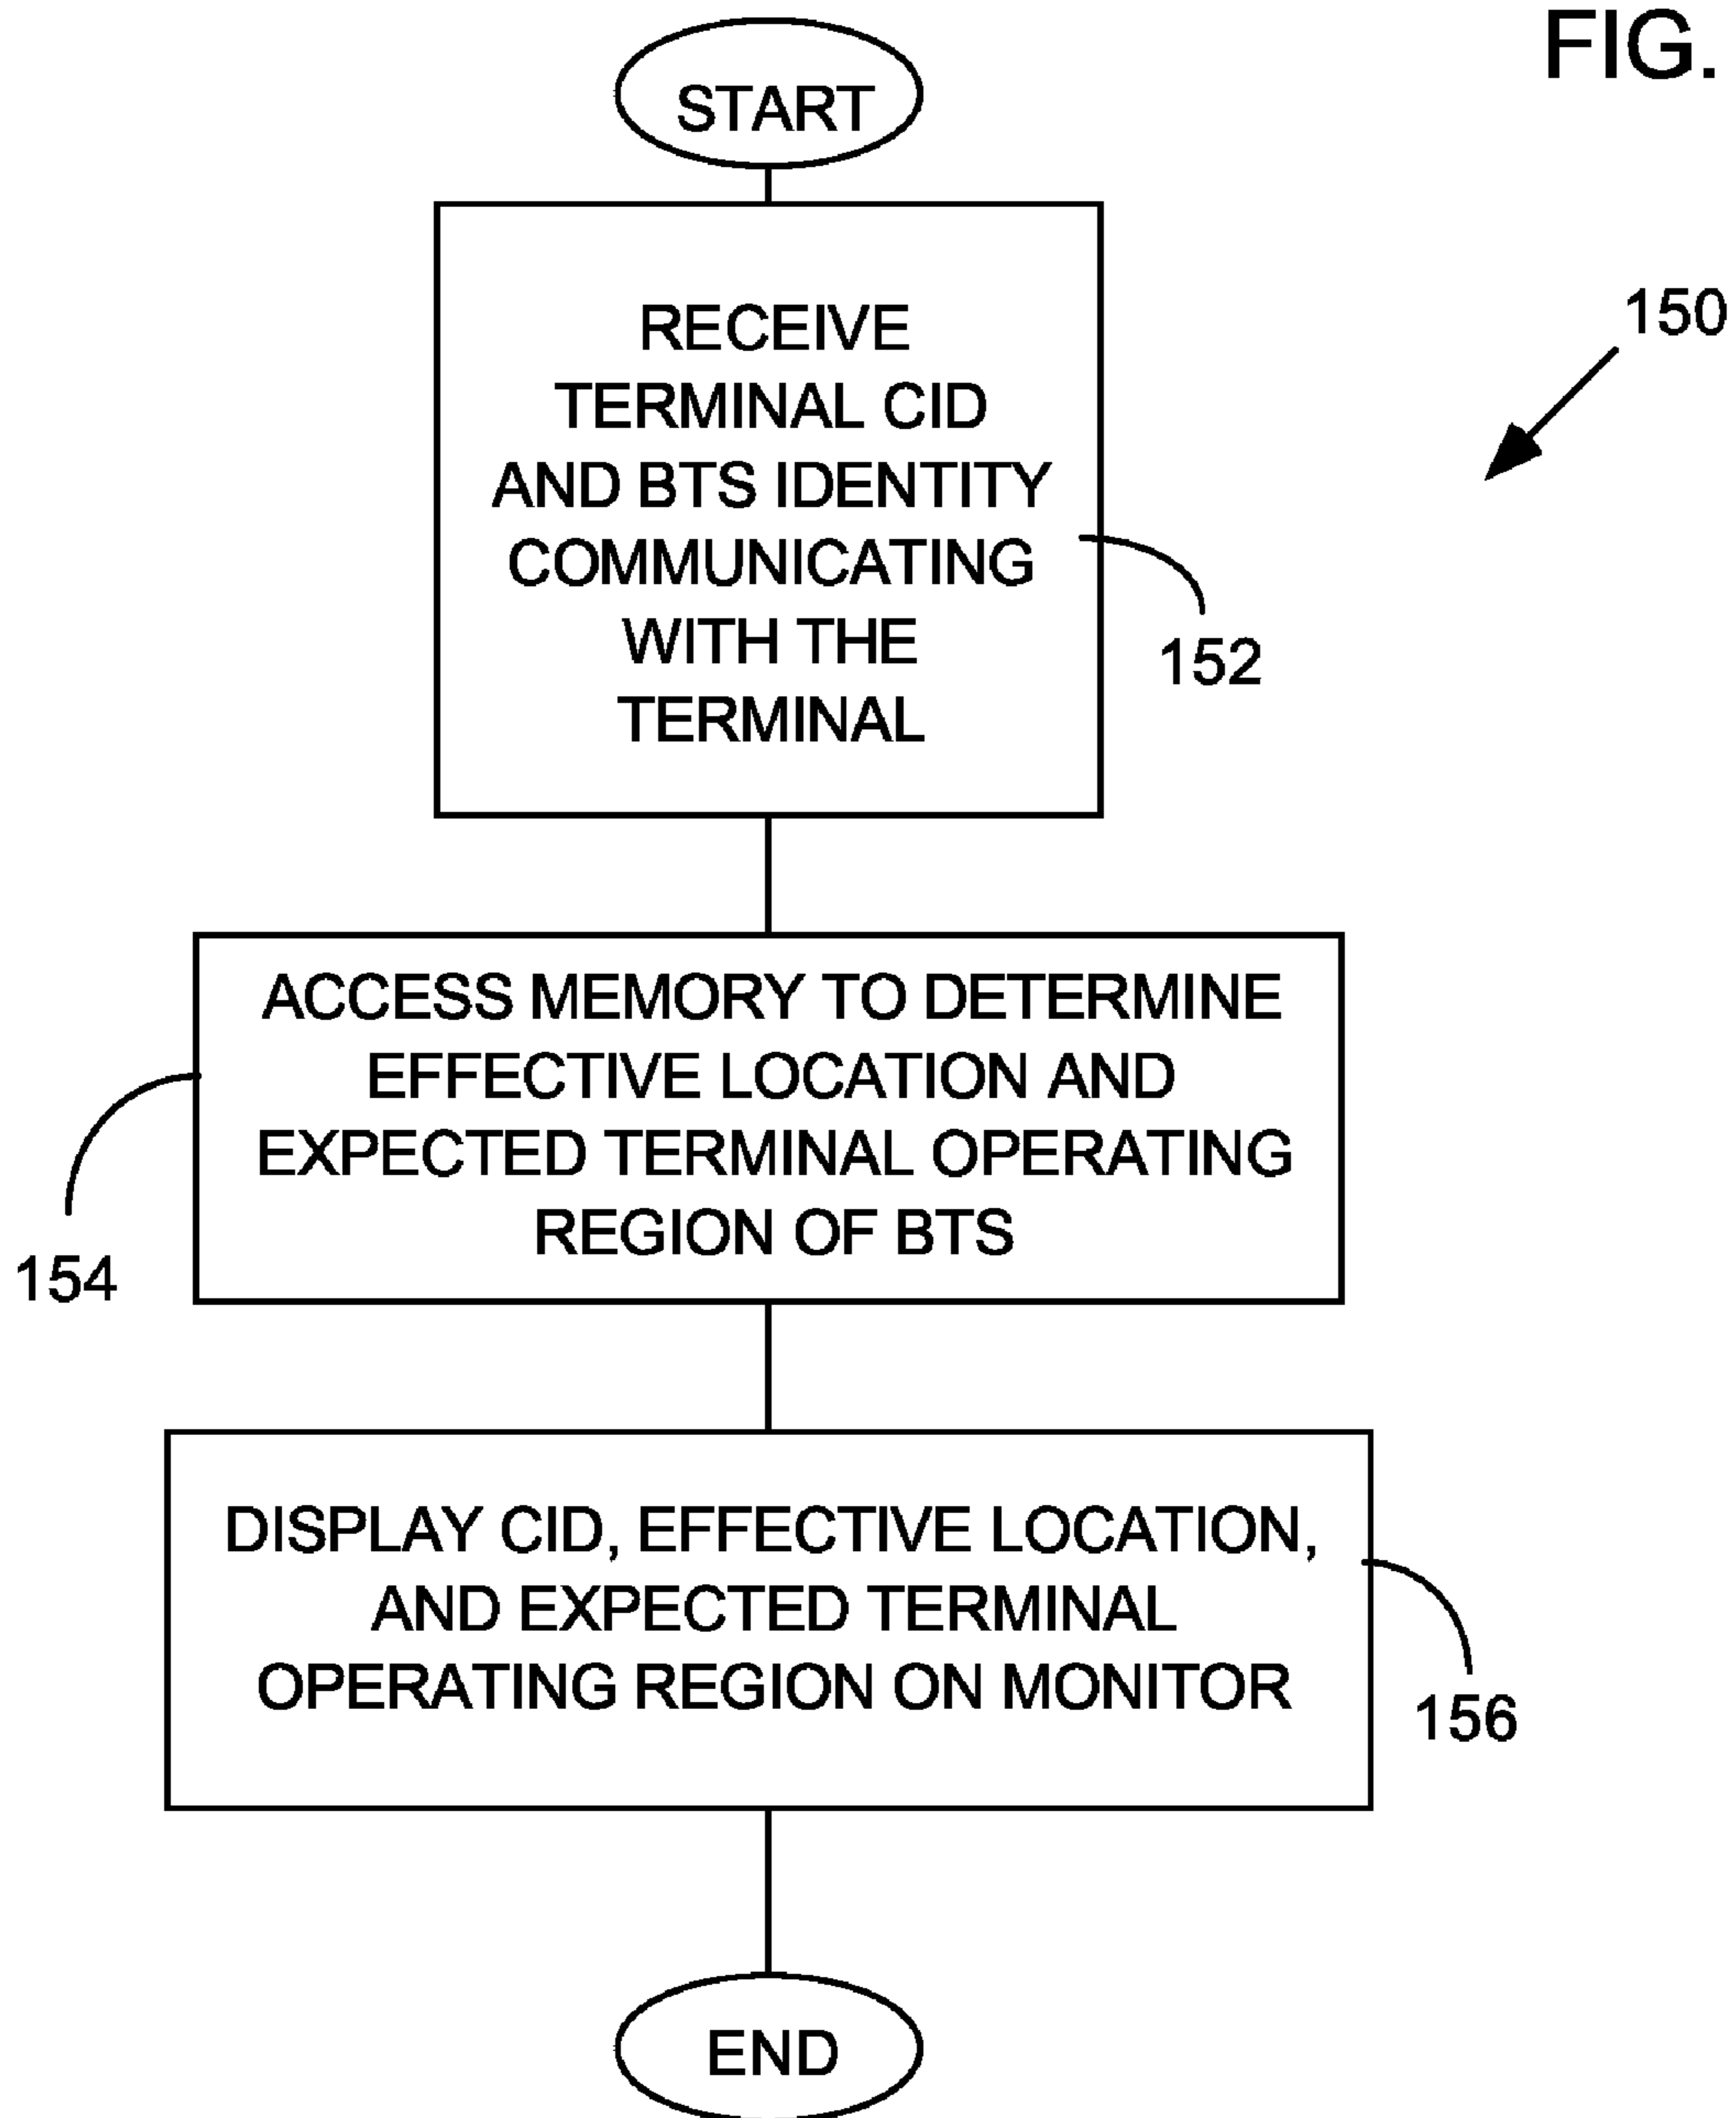 FIG.
START
150
RECEIVE
TERMINAL CID
AND BTS IDENTITY
COMMUNICATING
WITH THE
TERMINAL
152
ACCESS MEMORY TO DETERMINE
EFFECTIVE LOCATION AND
EXPECTED TERMINAL OPERATING
REGION OF BTS
154
DISPLAY CID, EFFECTIVE LOCATION,
AND EXPECTED TERMINAL
OPERATING REGION ON MONITOR
156
END